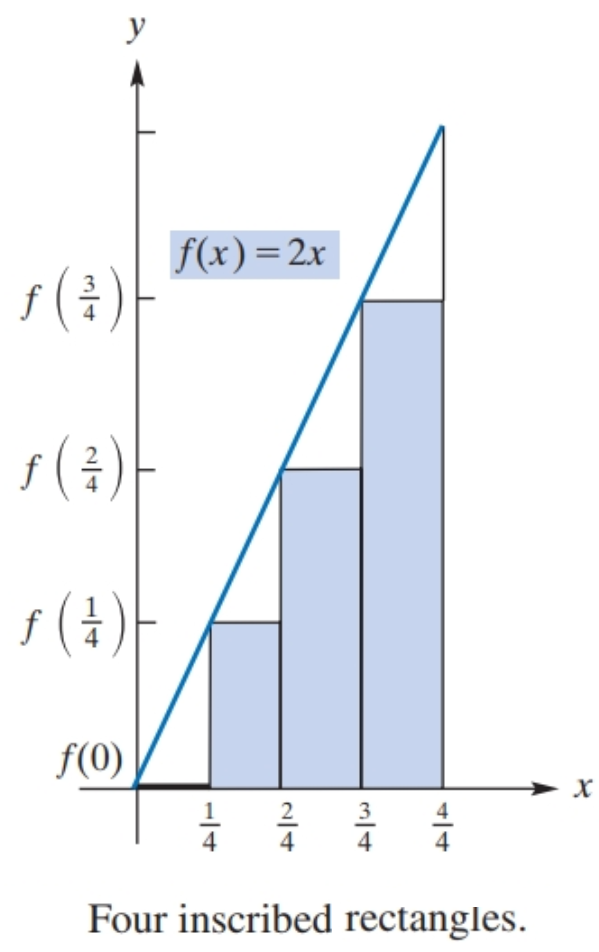 y
f(x) = 2x
f(3/4)
f(2/4)
f(1/4)
f(0)
x
1/4 2/4 3/4 4/4
Four inscribed rectangles.